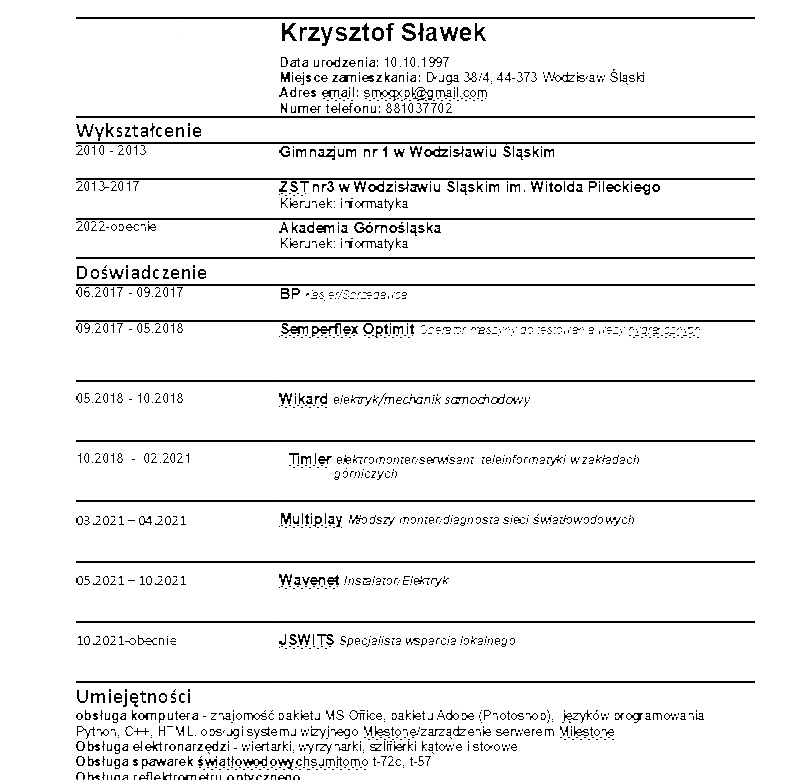 Krzysztof Sławek
Data urodzenia: 10.10.1997
Miejsce zamieszkania: Długa 38/4, 44-373 Wodzisław Śląski
Adres email: smoqxpl@gmail.com
Numer telefonu: 881037702
Wykształcenie
2010 - 2013 Gimnazjum nr 1 w Wodzisławiu Śląskim
2013-2017 ZST nr3 w Wodzisławiu Śląskim im. Witolda Pileckiego
Kierunek: informatyka
2022-obecnie Akademia Górnośląska
Kierunek: informatyka
Doświadczenie
06.2017 - 09.2017 BP Kasjer/Sprzedawca
09.2017 - 05.2018 Semperflex Optimit Operator maszyny do testowania węży hydraulicznych
05.2018 - 10.2018 Wikard elektryk/mechanik samochodowy
10.2018 - 02.2021 Timler elektromonter/serwisant teleinformatyki w zakładach
górniczych
03.2021 – 04.2021 Multiplay Młodszy monter/diagnosta sieci światłowodowych
05.2021 – 10.2021 Wavenet Instalator/Elektryk
10.2021-obecnie JSWITS Specjalista wsparcia lokalnego
Umiejętności
obsługa komputera - znajomość pakietu MS Office, pakietu Adobe (Photoshop), języków programowania
Python, C++, HTML. obsługi systemu wizyjnego Milestone/zarządzenie serwerem Milestone
Obsługa elektronarzędzi - wiertarki, wyrzynarki, szlifierki kątowe i stołowe
Obsługa spawarek światłowodowychsumitomo t-72c, t-57
Obsługa reflektometru optycznego